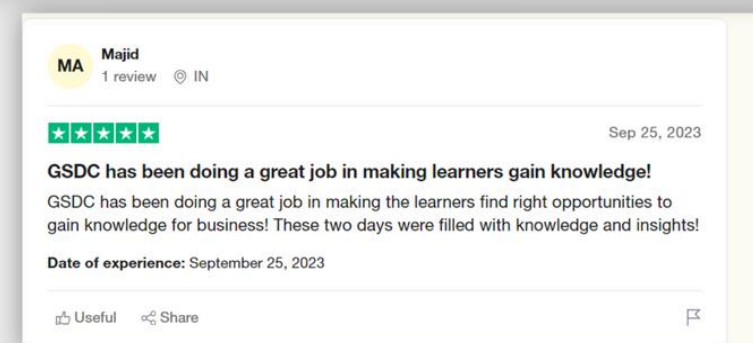 MA
Majid
1 review IN
Sep 25, 2023
GSDC has been doing a great job in making learners gain knowledge!
GSDC has been doing a great job in making the learners find right opportunities to
gain knowledge for business! These two days were filled with knowledge and insights!
Date of experience: September 25, 2023
Useful Share